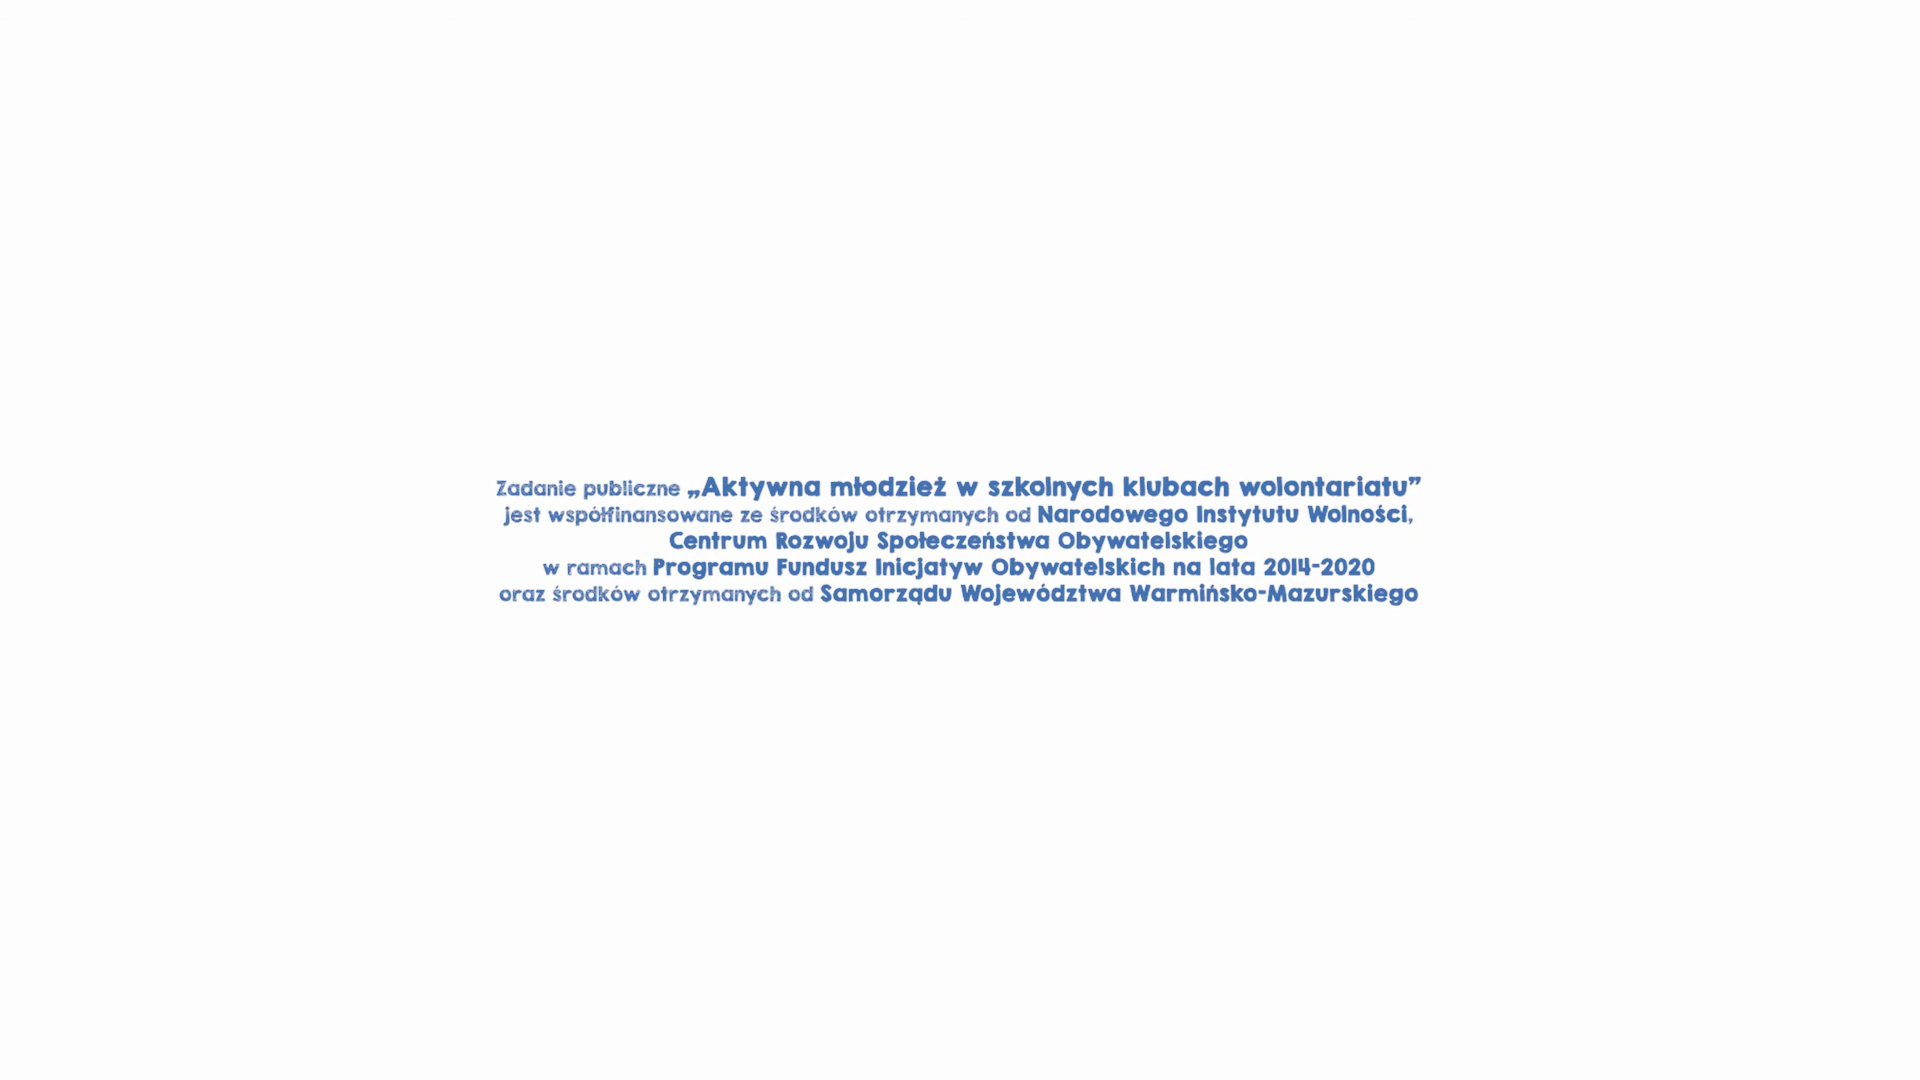 Zadanie publiczne „Aktywna młodzież w szkolnych klubach wolontariatu”
jest współfinansowane ze środków otrzymanych od Narodowego Instytutu Wolności,
Centrum Rozwoju Społeczeństwa Obywatelskiego
w ramach Programu Fundusz Inicjatyw Obywatelskich na lata 2014-2020
oraz środków otrzymanych od Samorządu Województwa Warmińsko-Mazurskiego